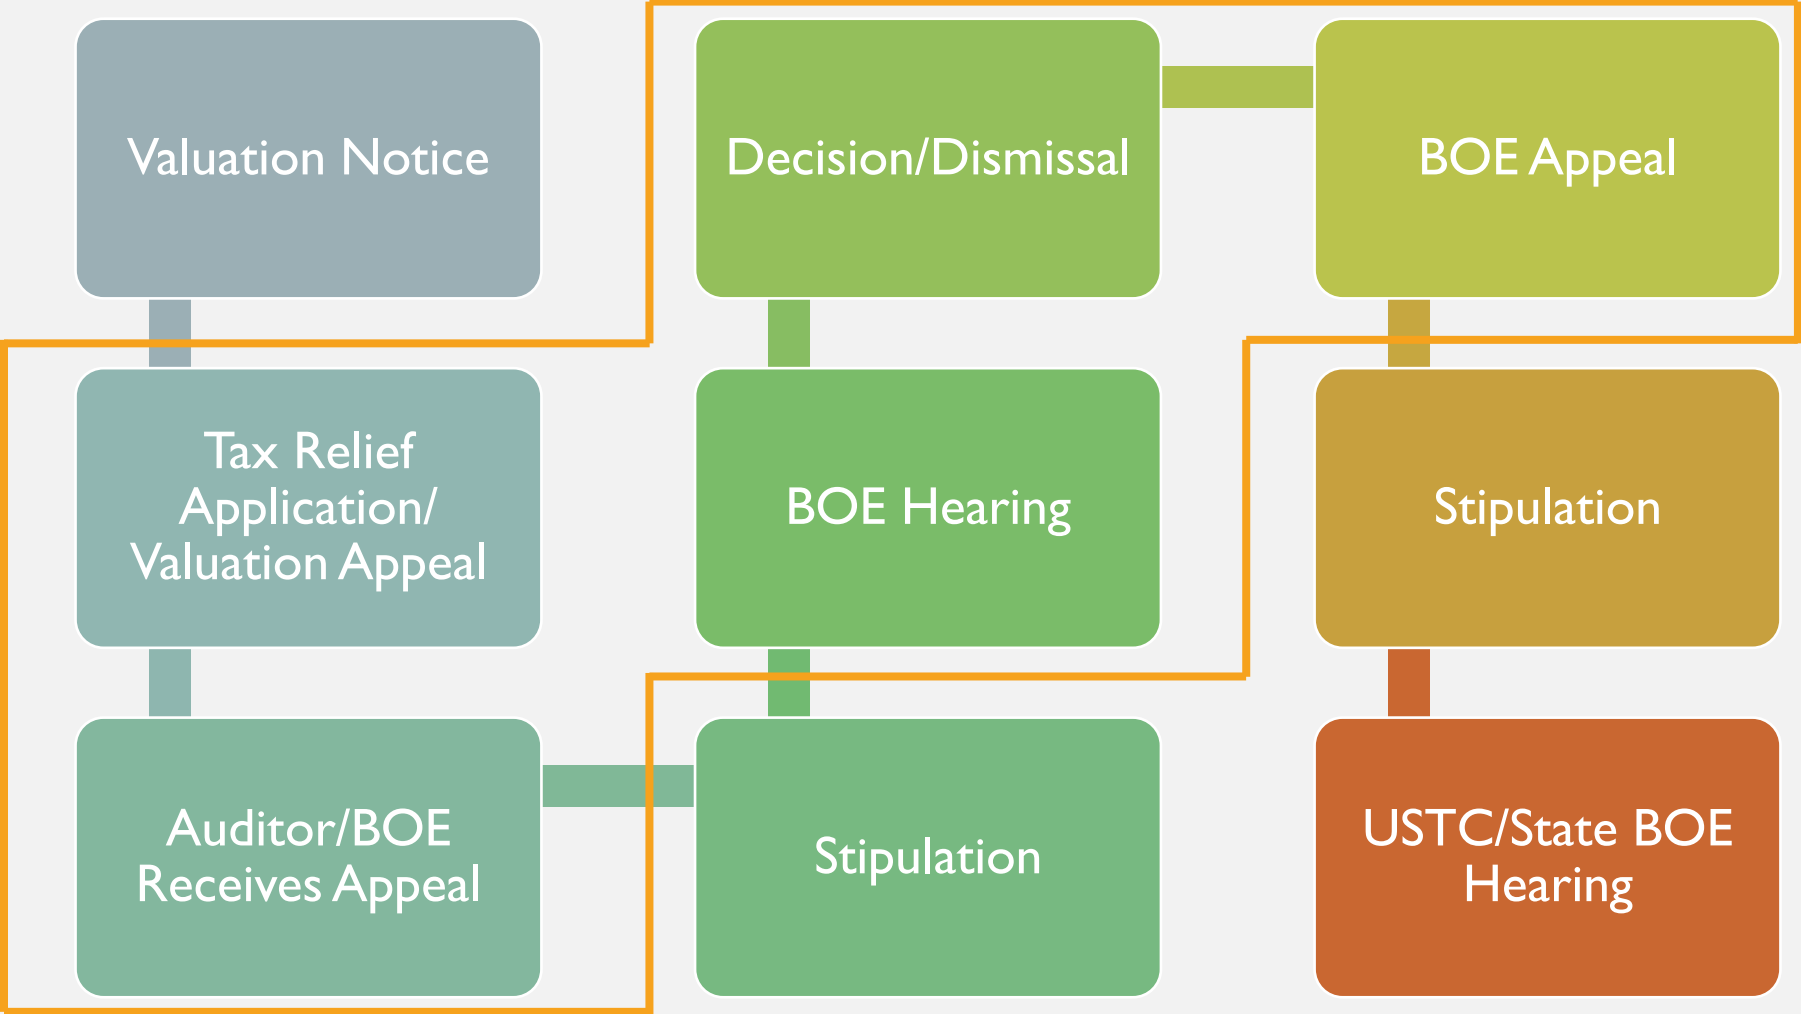 Valuation Notice
Tax Relief
Application/
Valuation Appeal
Auditor/BOE
Receives Appeal
Stipulation
BOE Hearing
Decision/Dismissal
BOE Appeal
Stipulation
USTC/State BOE
Hearing